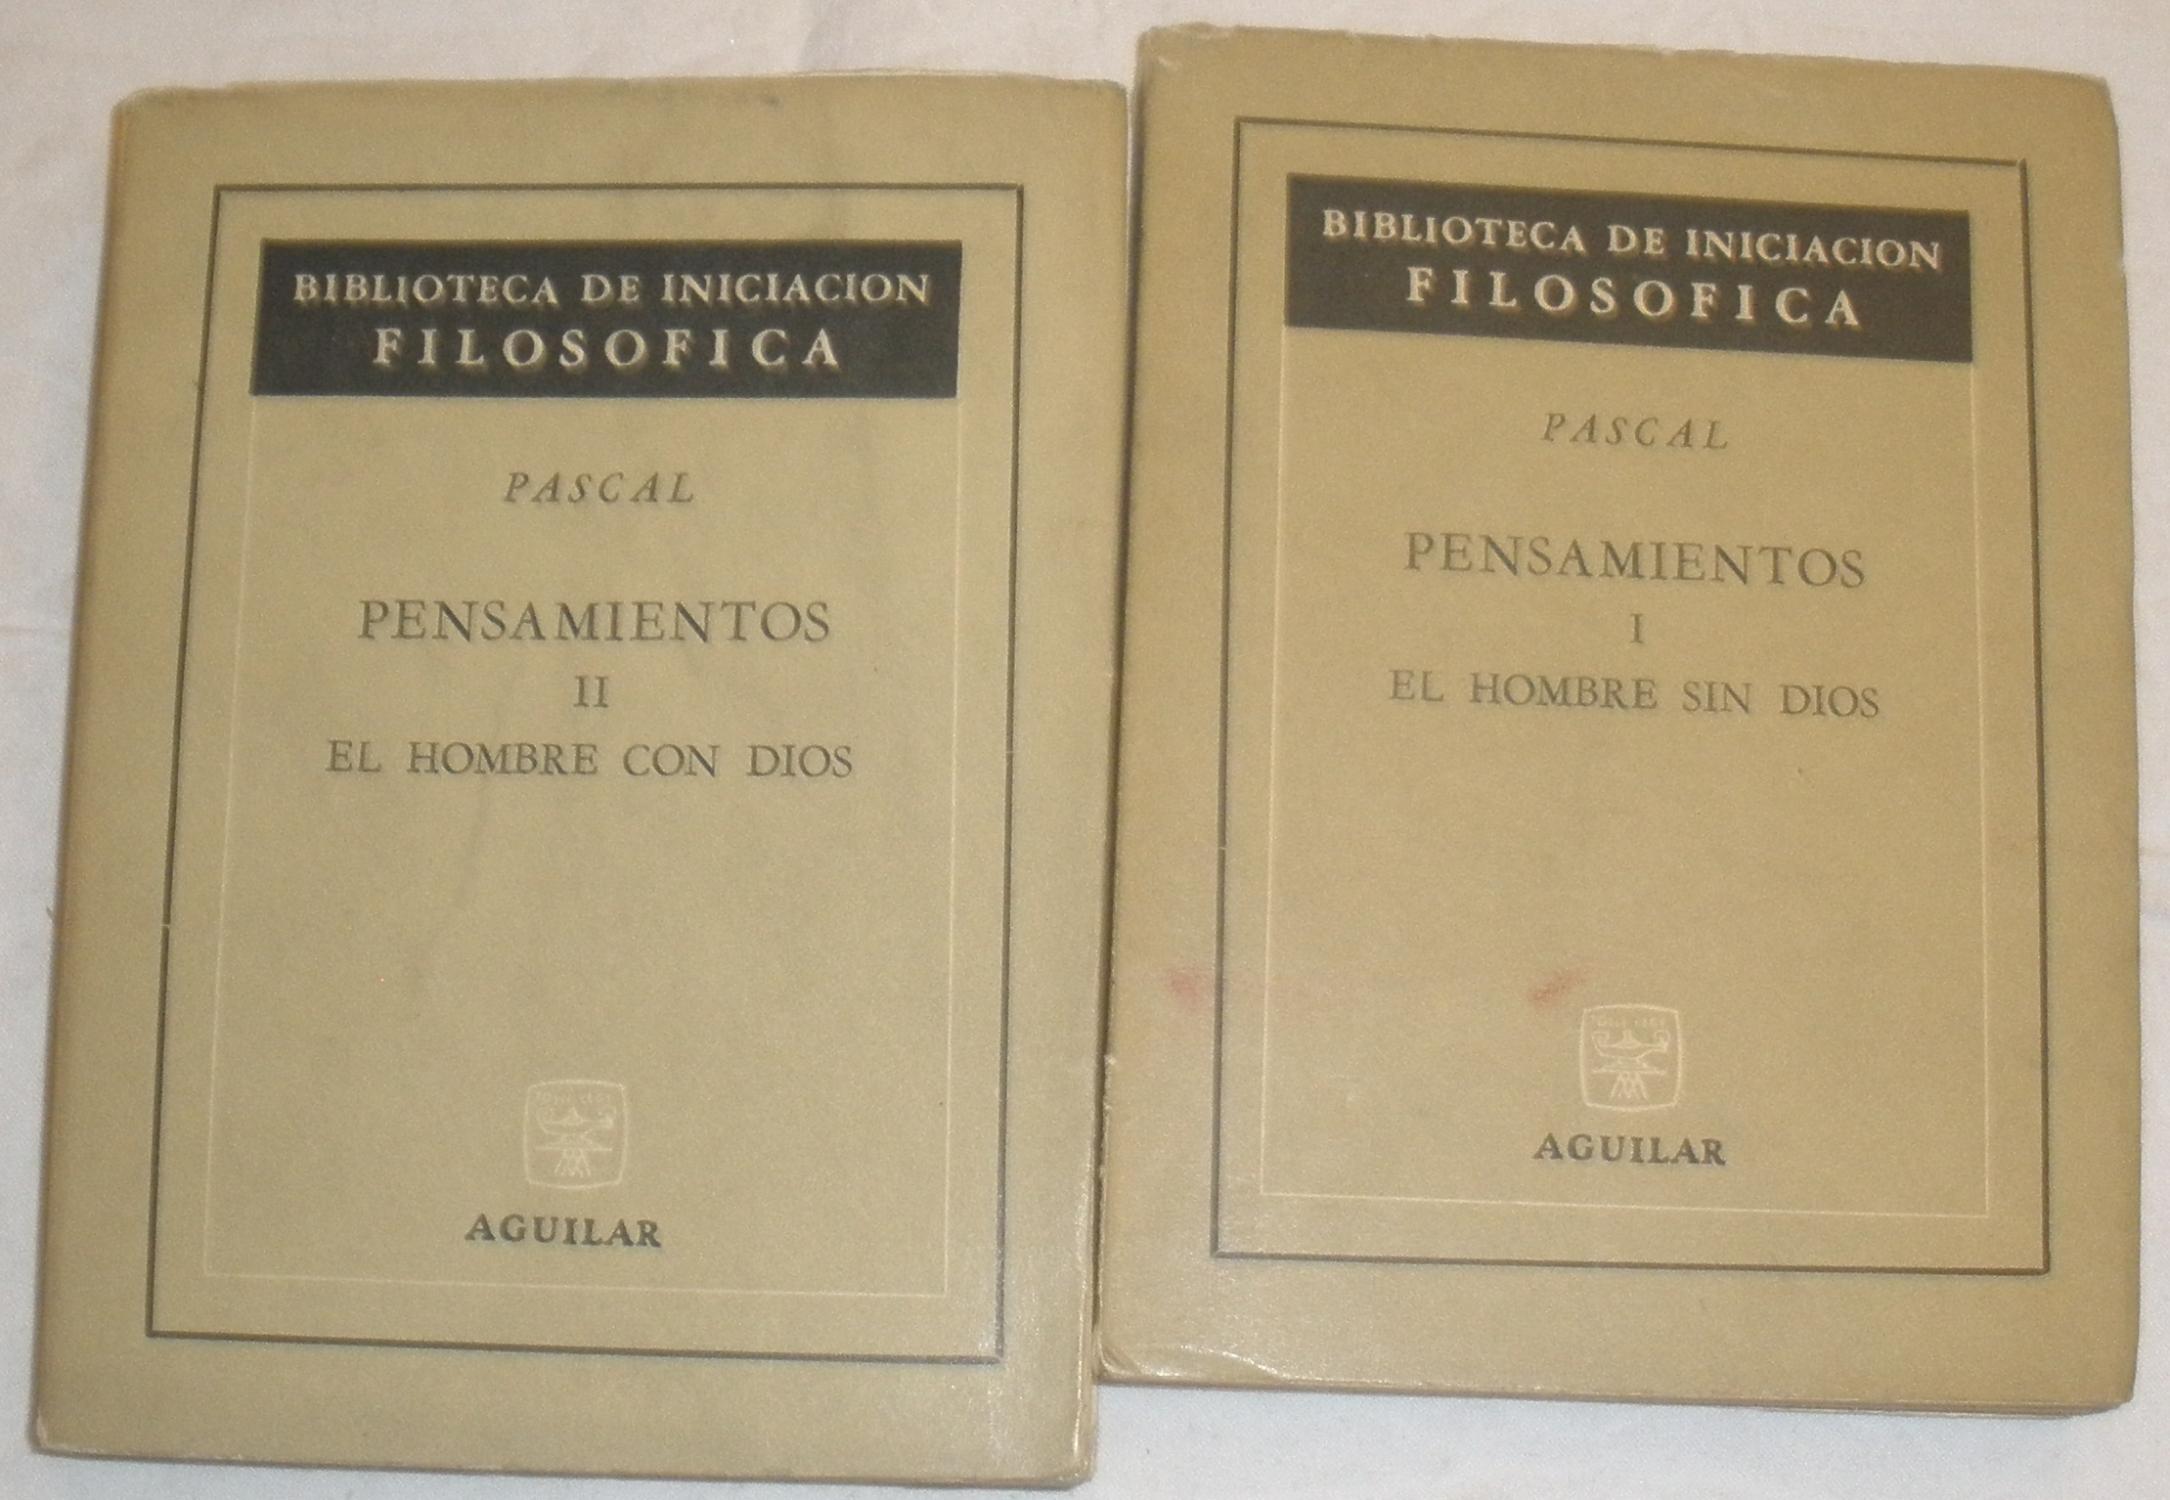 BIBLIOTECA DE INICIACION
FILOSOFICA
PASCAL
PENSAMIENTOS
II
EL HOMBRE CON DIOS
AGUILAR
BIBLIOTECA DE INICIACION
FILOSOFICA
PASCAL
PENSAMIENTOS
I
EL HOMBRE SIN DIOS
AGUILAR